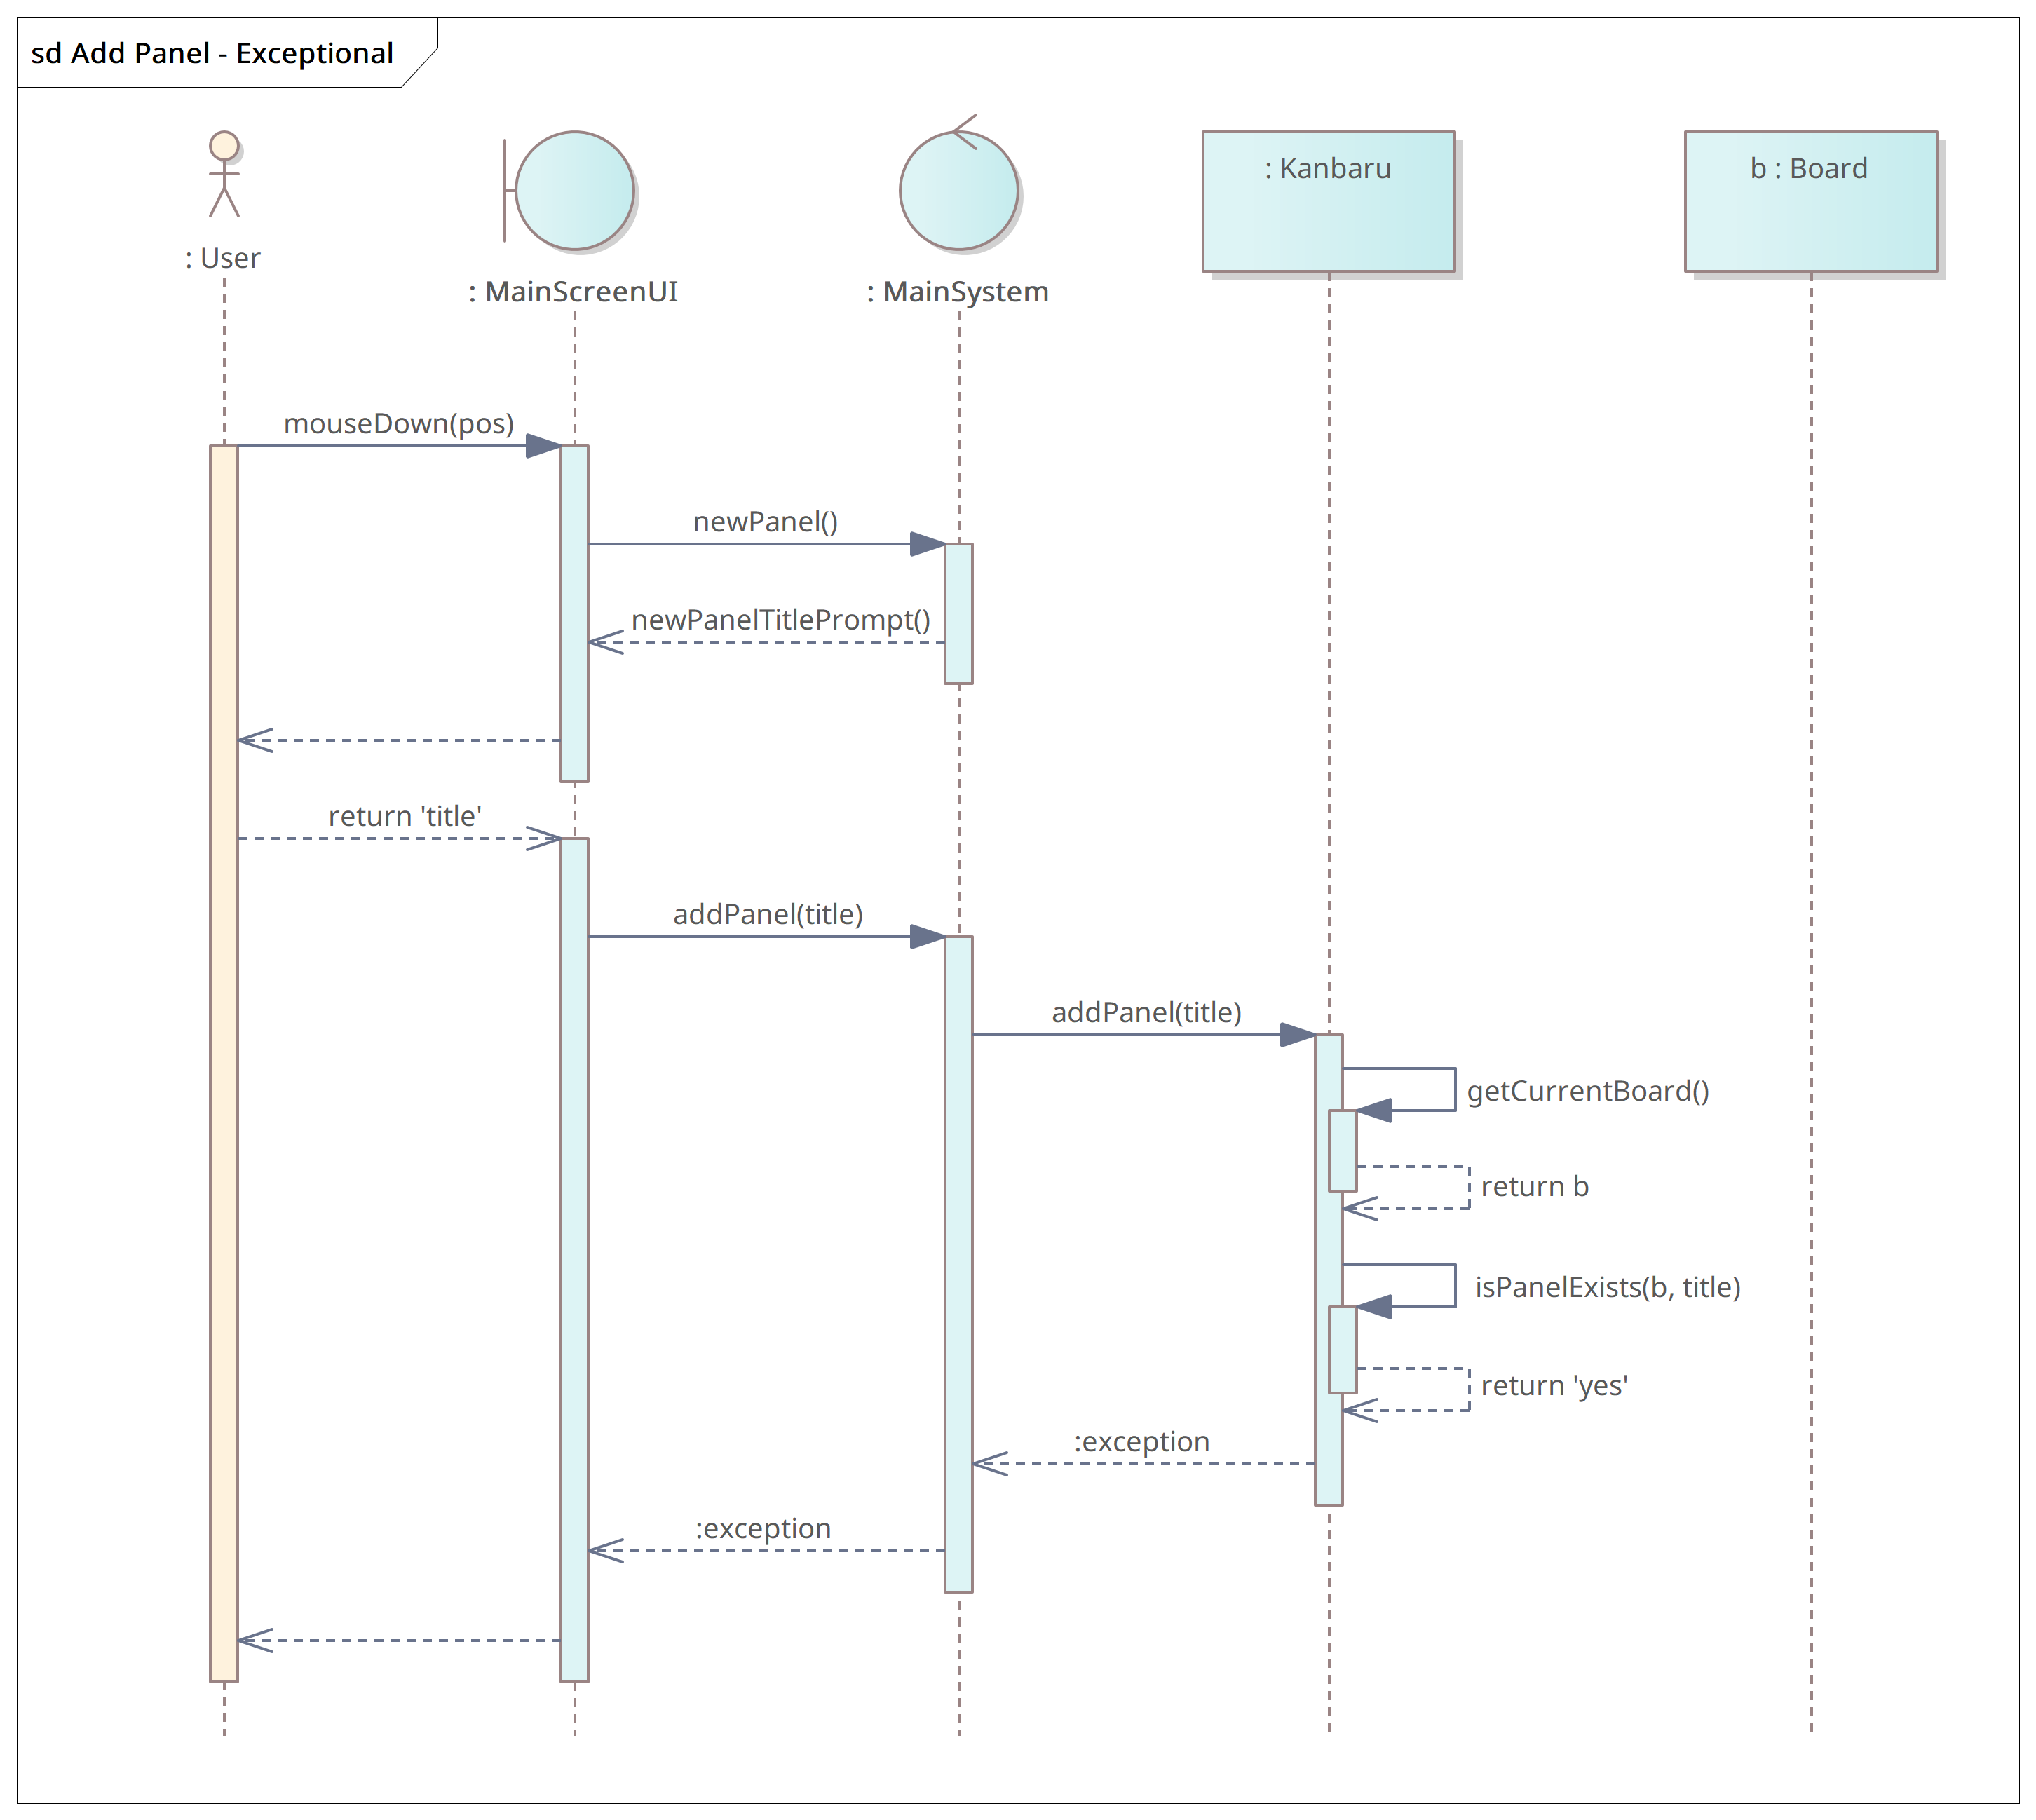 sd Add Panel - Exceptional
: User
: MainScreenUI
: MainSystem
: Kanbaru
b : Board
mouseDown(pos)
newPanel()
newPanelTitlePrompt()
return 'title'
addPanel(title)
addPanel(title)
getCurrentBoard()
return b
isPanelExists(b, title)
return 'yes'
:exception
:exception